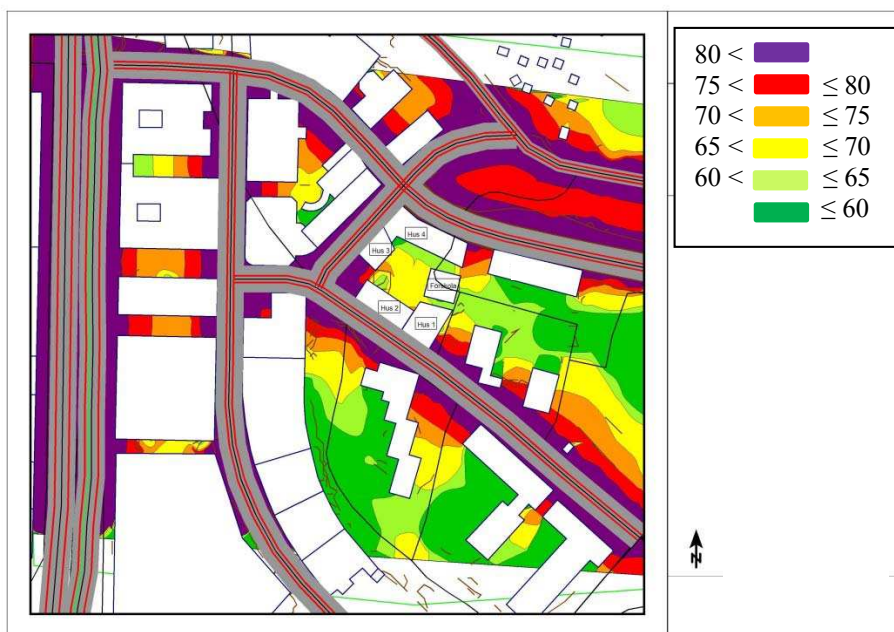 80 <
75 < ≤ 80
70 < ≤ 75
65 < ≤ 70
60 < ≤ 65
≤ 60
Hus 4
Hus 3
Förskola
Hus 2
Hus 1
N